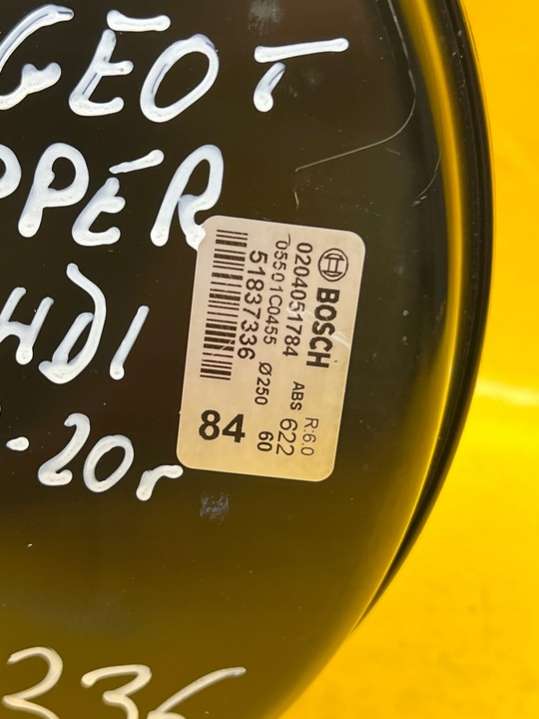 GEOT
PPER
HDI
-20г
BOSCH
0204051784 ABS R:6.0
05501C0455 Ø250 622
51837336 60
84
336